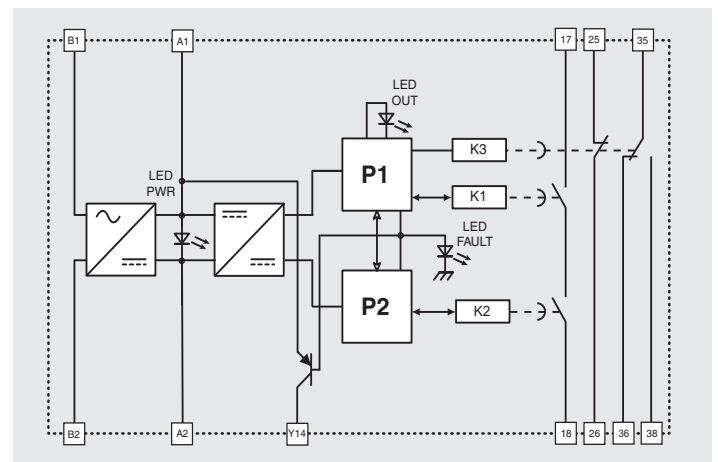 B1
A1
17
25
35
LED
OUT
P1
K3
LED
PWR
K1
LED
FAULT
P2
K2
B2
A2
Y14
18
26
36
38